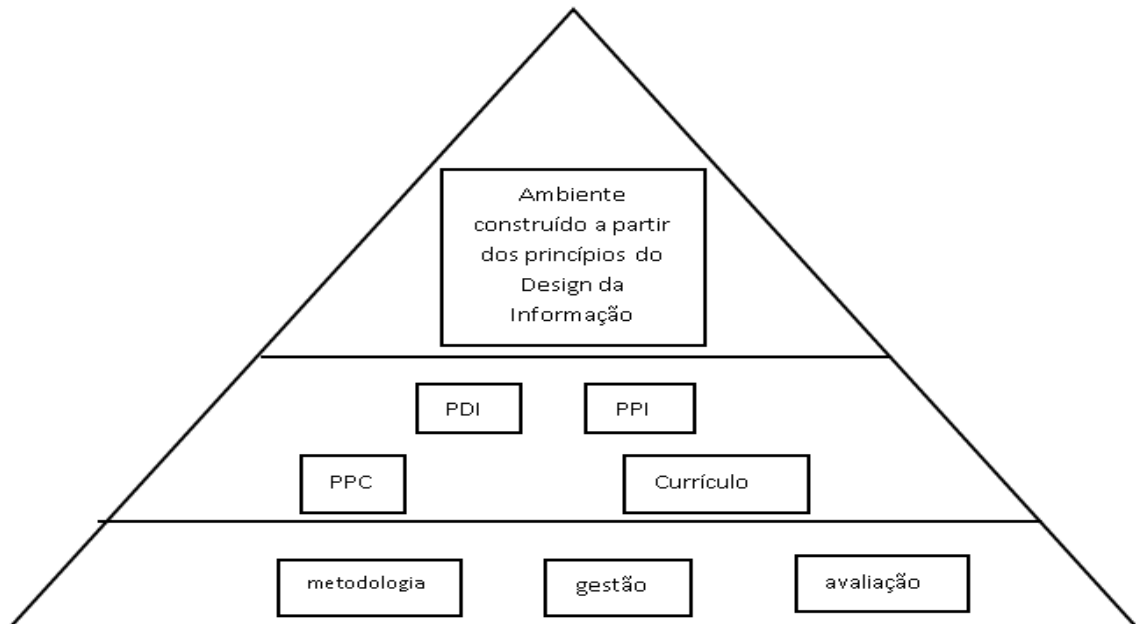 Ambiente
construído a partir
dos princípios do
Design da
Informação
PDI
PPI
PPC
Currículo
metodologia
gestão
avaliação